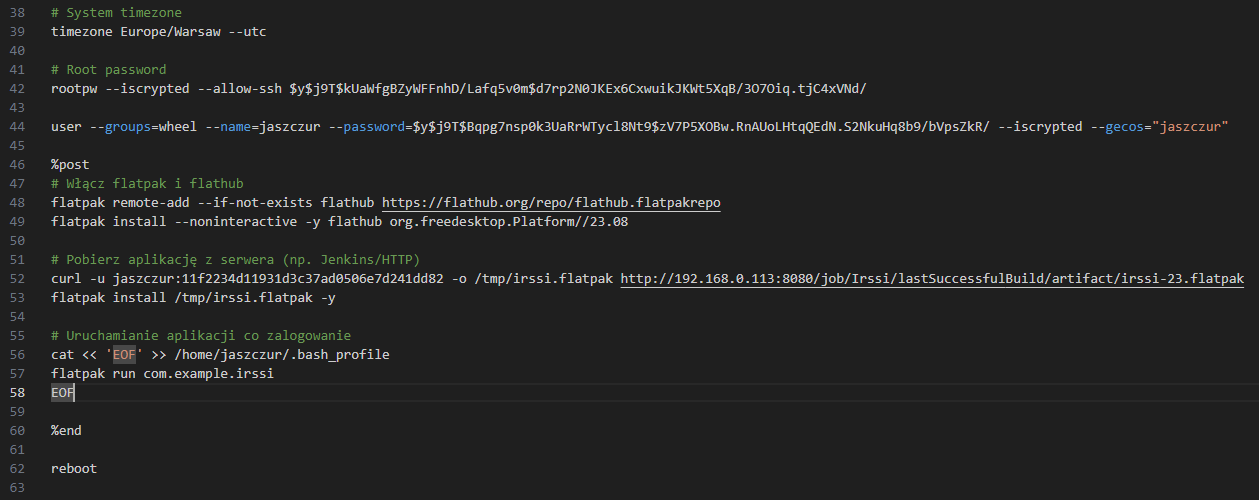 38 # System timezone
39 timezone Europe/Warsaw --utc
40
41 # Root password
42 rootpw --iscrypted --allow-ssh $y$j9T$kUaWfgBZyWFFnhD/Lafq5v0m$d7rp2N0JKEx6CxwuikJKWt5XqB/3O7Oiq.tjC4xVNd/
43
44 user --groups=wheel --name=jaszczur --password=$y$j9T$Bqpg7nsp0k3UaRrWTycl8Nt9$zV7P5XOBw.RnAUoLHtqQEdN.S2NkuHq8b9/bVpsZkR/ --iscrypted --gecos="jaszczur"
45
46 %post
47 # Włącz flatpak i flathub
48 flatpak remote-add --if-not-exists flathub https://flathub.org/repo/flathub.flatpakrepo
49 flatpak install --noninteractive -y flathub org.freedesktop.Platform//23.08
50
51 # Pobierz aplikację z serwera (np. Jenkins/HTTP)
52 curl -u jaszczur:11f2234d11931d3c37ad0506e7d241dd82 -o /tmp/irssi.flatpak http://192.168.0.113:8080/job/Irssi/lastSuccessfulBuild/artifact/irssi-23.flatpak
53 flatpak install /tmp/irssi.flatpak -y
54
55 # Uruchamianie aplikacji co zalogowanie
56 cat << 'EOF' >> /home/jaszczur/.bash_profile
57 flatpak run com.example.irssi
58 EOF
59
60 %end
61
62 reboot
63